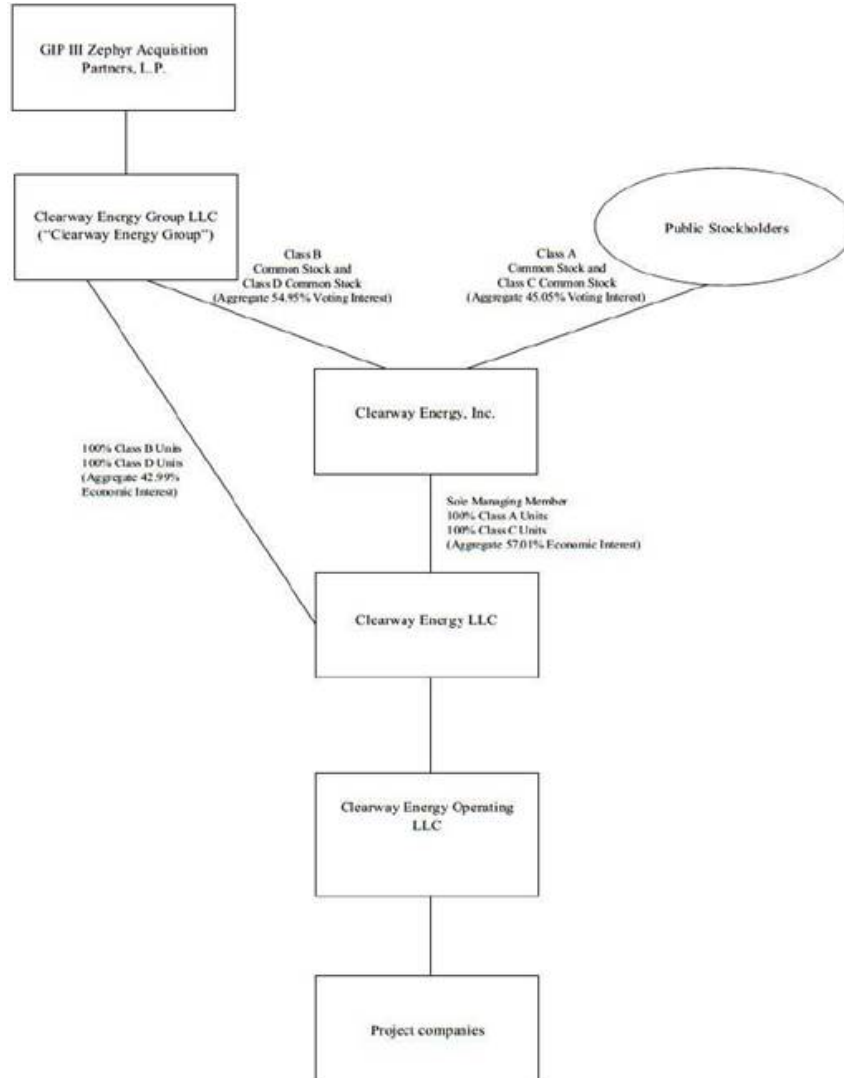 GIP III Zephyr Acquisition
Partners, L.P.
Clearway Energy Group LLC
(“Clearway Energy Group”)
Public Stockholders
Class B
Common Stock and
Class D Common Stock
(Aggregate 54.95% Voting Interest)
Class A
Common Stock and
Class C Common Stock
(Aggregate 45.05% Voting Interest)
Clearway Energy, Inc.
100% Class B Units
100% Class D Units
(Aggregate 42.99%
Economic Interest)
Sole Managing Member
100% Class A Units
100% Class C Units
(Aggregate 57.01% Economic Interest)
Clearway Energy LLC
Clearway Energy Operating
LLC
Project companies